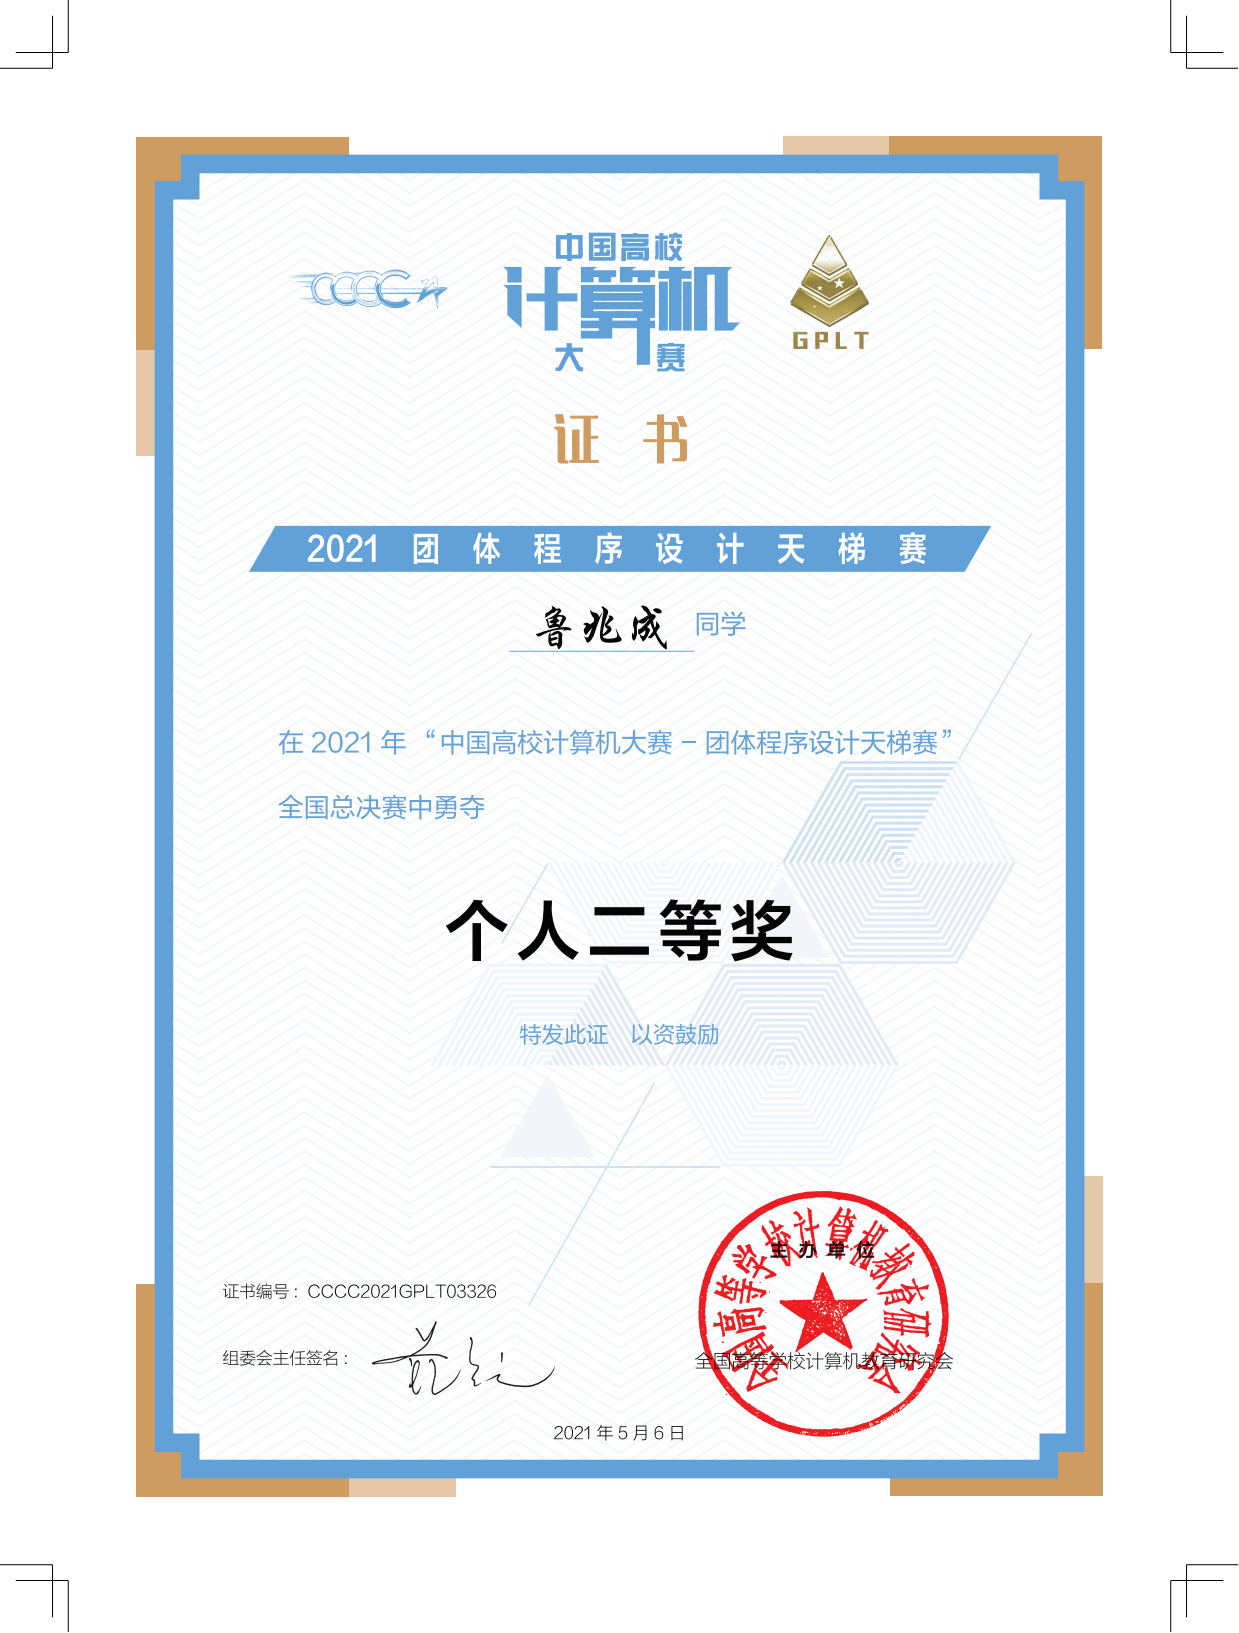 CCCC
中国高校
计算机
大赛
GPLT
证书
2021 团体程序设计天梯赛
鲁兆成 同学
在 2021 年 “中国高校计算机大赛 – 团体程序设计天梯赛”
全国总决赛中勇夺
个人二等奖
特发此证 以资鼓励
全国高等学校计算机教育研究会
主办单位
证书编号：CCCC2021GPLT03326
组委会主任签名：
全国高等学校计算机教育研究会
2021 年 5 月 6 日